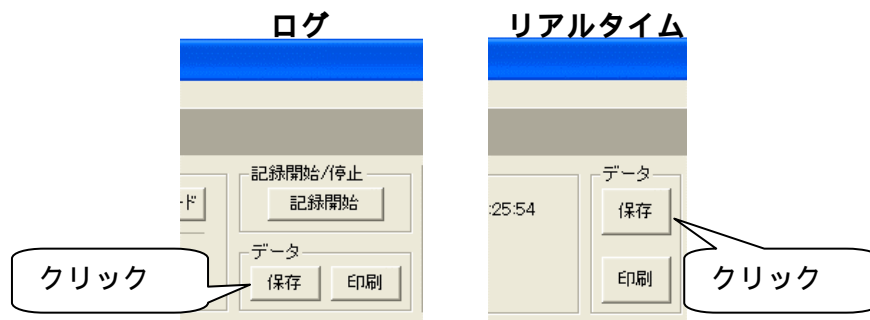 ログ
リアルタイム
記録開始/停止
ード
記録開始
データ
保存
印刷
クリック
データ
:25:54
保存
印刷
クリック